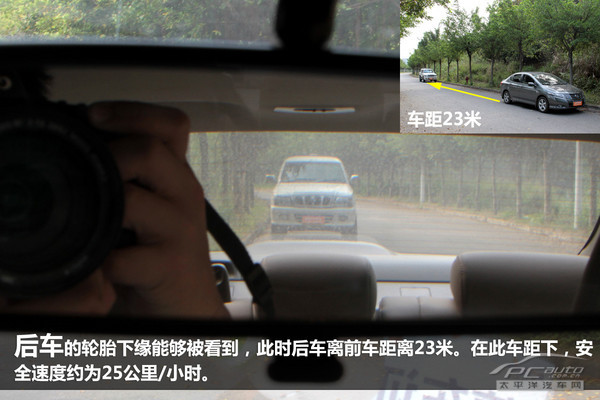 车距23米
后车的轮胎下缘能够被看到，此时后车离前车距离23米。在此车距下，安
全速度约为25公里/小时。
PCauto
.com.cn
太平洋汽车网